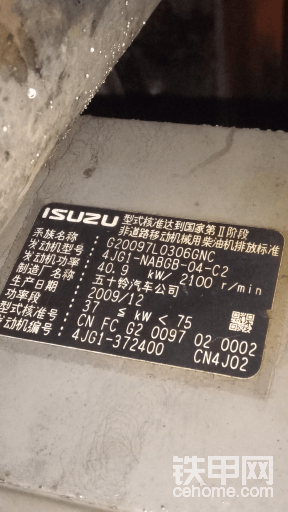 ISUZU 型式核准达到国家第Ⅱ阶段
非道路移动机械用柴油机排放标准
系族名称: G20097L0306GNC
发动机型号: 4JG1-NABGB-04-C2
功率: 40.9 kW/ 2100 r/min
制造厂名称: 五十铃汽车公司
生产日期: 2009/12
功率段: 37 ≤ kW < 75
型式核准号: CN FC G2 0097 02 0002
发动机编号: 4JG1-372400 CN4J02
铁甲网
cehome.com